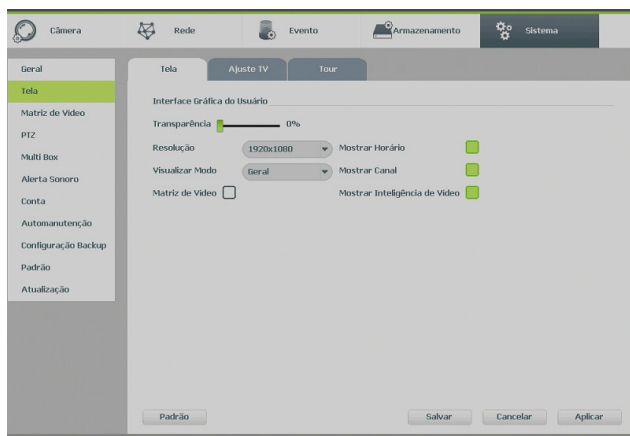 Câmera Rede Evento Armazenamento Sistema
Geral
Tela
Matriz de Vídeo
PTZ
Multi Box
Alerta Sonoro
Conta
Automanutenção
Configuração Backup
Padrão
Atualização
Tela Ajuste TV Tour
Interface Gráfica do Usuário
Transparência 0%
Resolução 1920x1080 Mostrar Horário
Visualizar Modo Geral Mostrar Canal
Matriz de Vídeo Mostrar Inteligência de Vídeo
Padrão Salvar Cancelar Aplicar